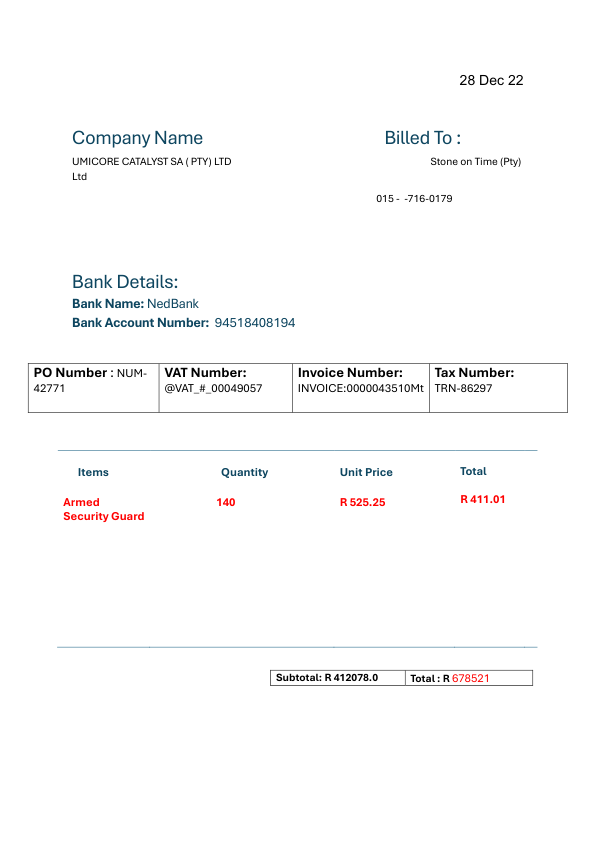 28 Dec 22
Company Name
Billed To :
UMICORE CATALYST SA ( PTY) LTD
Ltd
Stone on Time (Pty)
015 -  -716-0179
Bank Details:
Bank Name: NedBank
Bank Account Number:  94518408194
PO Number : NUM-
42771
VAT Number:
@VAT_#_00049057
Invoice Number:
INVOICE:0000043510Mt
Tax Number:
TRN-86297
Items Quantity Unit Price Total
Armed
Security Guard
140 R 525.25 R 411.01
Subtotal: R 412078.0 Total : R 678521